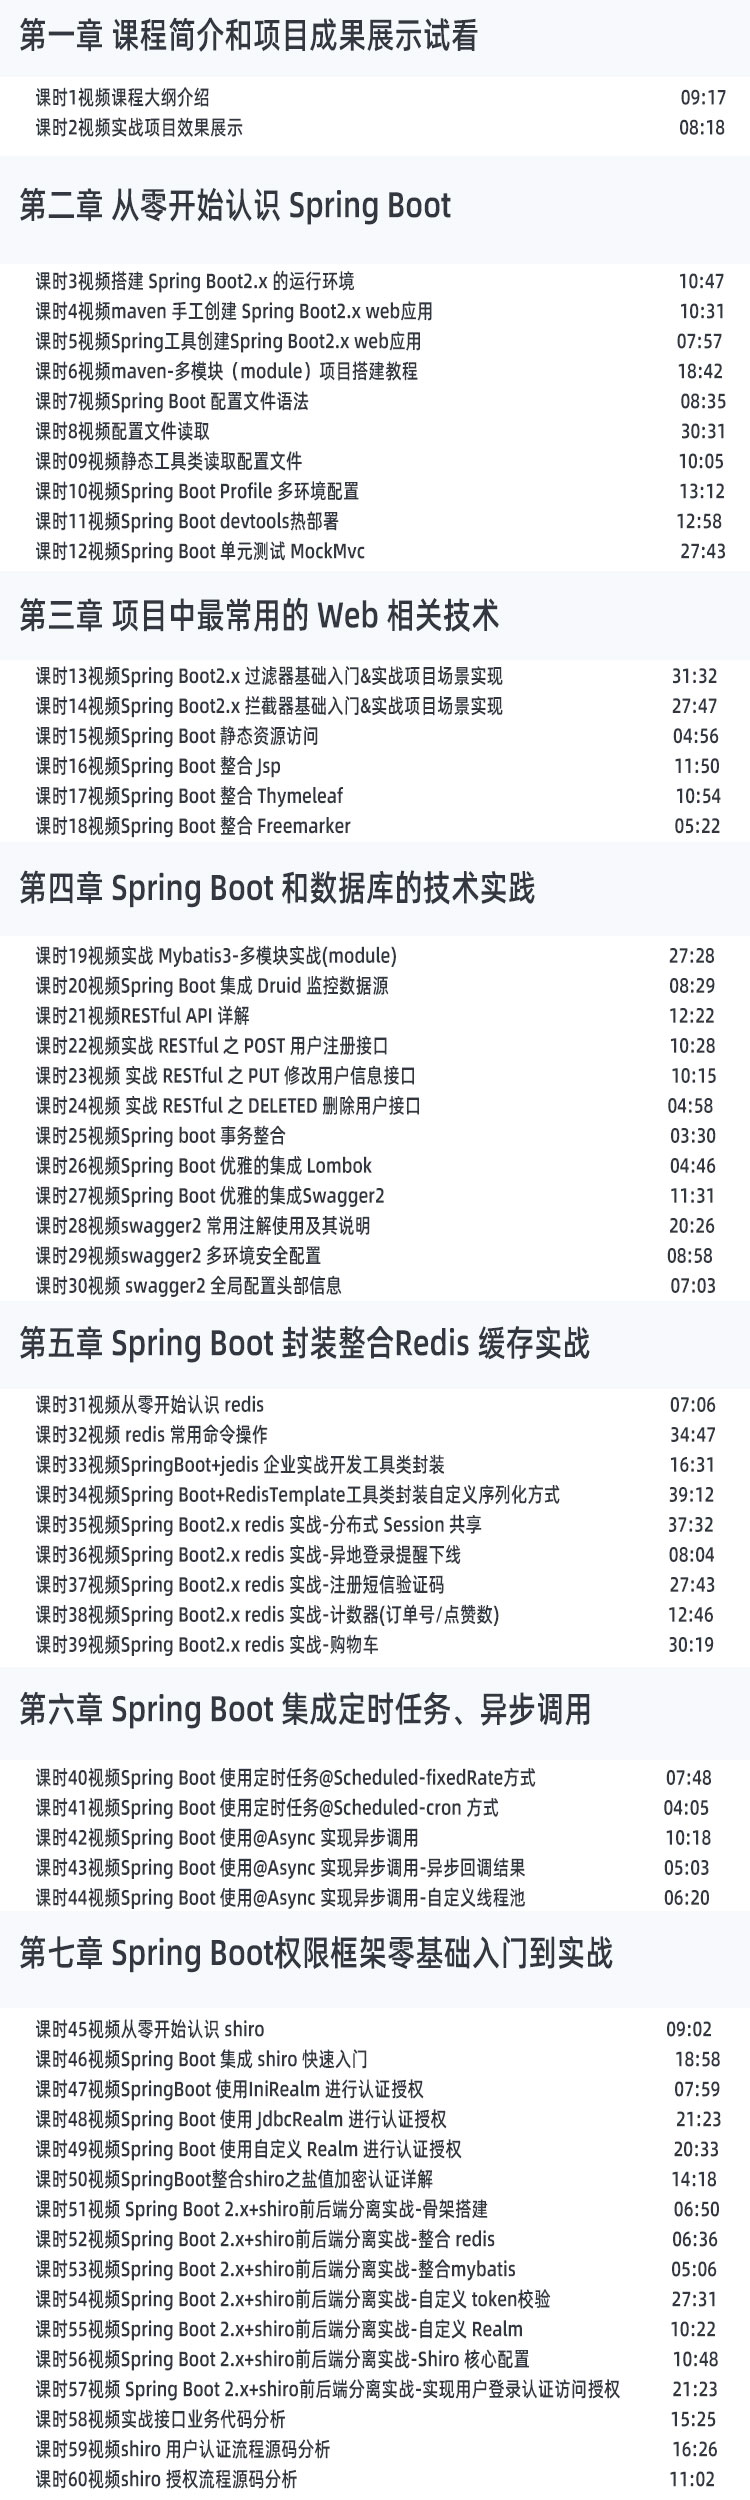 第一章 课程简介和项目成果展示试看
课时1视频课程大纲介绍 09:17
课时2视频实战项目效果展示 08:18
第二章 从零开始认识 Spring Boot
课时3视频搭建 Spring Boot2.x 的运行环境 10:47
课时4视频maven 手工创建 Spring Boot2.x web应用 10:31
课时5视频Spring工具创建Spring Boot2.x web应用 07:57
课时6视频maven-多模块（module）项目搭建教程 18:42
课时7视频Spring Boot 配置文件语法 08:35
课时8视频配置文件读取 30:31
课时09视频静态工具类读取配置文件 10:05
课时10视频Spring Boot Profile 多环境配置 13:12
课时11视频Spring Boot devtools热部署 12:58
课时12视频Spring Boot 单元测试 MockMvc 27:43
第三章 项目中最常用的 Web 相关技术
课时13视频Spring Boot2.x 过滤器基础入门&实战项目场景实现 31:32
课时14视频Spring Boot2.x 拦截器基础入门&实战项目场景实现 27:47
课时15视频Spring Boot 静态资源访问 04:56
课时16视频Spring Boot 整合 Jsp 11:50
课时17视频Spring Boot 整合 Thymeleaf 10:54
课时18视频Spring Boot 整合 Freemarker 05:22
第四章 Spring Boot 和数据库的技术实践
课时19视频实战 Mybatis3-多模块实战(module) 27:28
课时20视频Spring Boot 集成 Druid 监控数据源 08:29
课时21视频RESTful API 详解 12:22
课时22视频实战 RESTful 之 POST 用户注册接口 10:28
课时23视频 实战 RESTful 之 PUT 修改用户信息接口 10:15
课时24视频 实战 RESTful 之 DELETED 删除用户接口 04:58
课时25视频Spring boot 事务整合 03:30
课时26视频Spring Boot 优雅的集成 Lombok 04:46
课时27视频Spring Boot 优雅的集成Swagger2 11:31
课时28视频swagger2 常用注解使用及其说明 20:26
课时29视频swagger2 多环境安全配置 08:58
课时30视频 swagger2 全局配置头部信息 07:03
第五章 Spring Boot 封装整合Redis 缓存实战
课时31视频从零开始认识 redis 07:06
课时32视频 redis 常用命令操作 34:47
课时33视频SpringBoot+jedis 企业实战开发工具类封装 16:31
课时34视频Spring Boot+RedisTemplate工具类封装自定义序列化方式 39:12
课时35视频Spring Boot2.x redis 实战-分布式 Session 共享 37:32
课时36视频Spring Boot2.x redis 实战-异地登录提醒下线 08:04
课时37视频Spring Boot2.x redis 实战-注册短信验证码 27:43
课时38视频Spring Boot2.x redis 实战-计数器(订单号/点赞数) 12:46
课时39视频Spring Boot2.x redis 实战-购物车 30:19
第六章 Spring Boot 集成定时任务、异步调用
课时40视频Spring Boot 使用定时任务@Scheduled-fixedRate方式 07:48
课时41视频Spring Boot 使用定时任务@Scheduled-cron 方式 04:05
课时42视频Spring Boot 使用@Async 实现异步调用 10:18
课时43视频Spring Boot 使用@Async 实现异步调用-异步回调结果 05:03
课时44视频Spring Boot 使用@Async 实现异步调用-自定义线程池 06:20
第七章 Spring Boot权限框架零基础入门到实战
课时45视频从零开始认识 shiro 09:02
课时46视频Spring Boot 集成 shiro 快速入门 18:58
课时47视频SpringBoot 使用IniRealm 进行认证授权 07:59
课时48视频Spring Boot 使用 JdbcRealm 进行认证授权 21:23
课时49视频Spring Boot 使用自定义 Realm 进行认证授权 20:33
课时50视频SpringBoot整合shiro之盐值加密认证详解 14:18
课时51视频 Spring Boot 2.x+shiro前后端分离实战-骨架搭建 06:50
课时52视频Spring Boot 2.x+shiro前后端分离实战-整合 redis 06:36
课时53视频Spring Boot 2.x+shiro前后端分离实战-整合mybatis 05:06
课时54视频Spring Boot 2.x+shiro前后端分离实战-自定义 token校验 27:31
课时55视频Spring Boot 2.x+shiro前后端分离实战-自定义 Realm 10:22
课时56视频Spring Boot 2.x+shiro前后端分离实战-Shiro 核心配置 10:48
课时57视频 Spring Boot 2.x+shiro前后端分离实战-实现用户登录认证访问授权 21:23
课时58视频实战接口业务代码分析 15:25
课时59视频shiro 用户认证流程源码分析 16:26
课时60视频shiro 授权流程源码分析 11:02